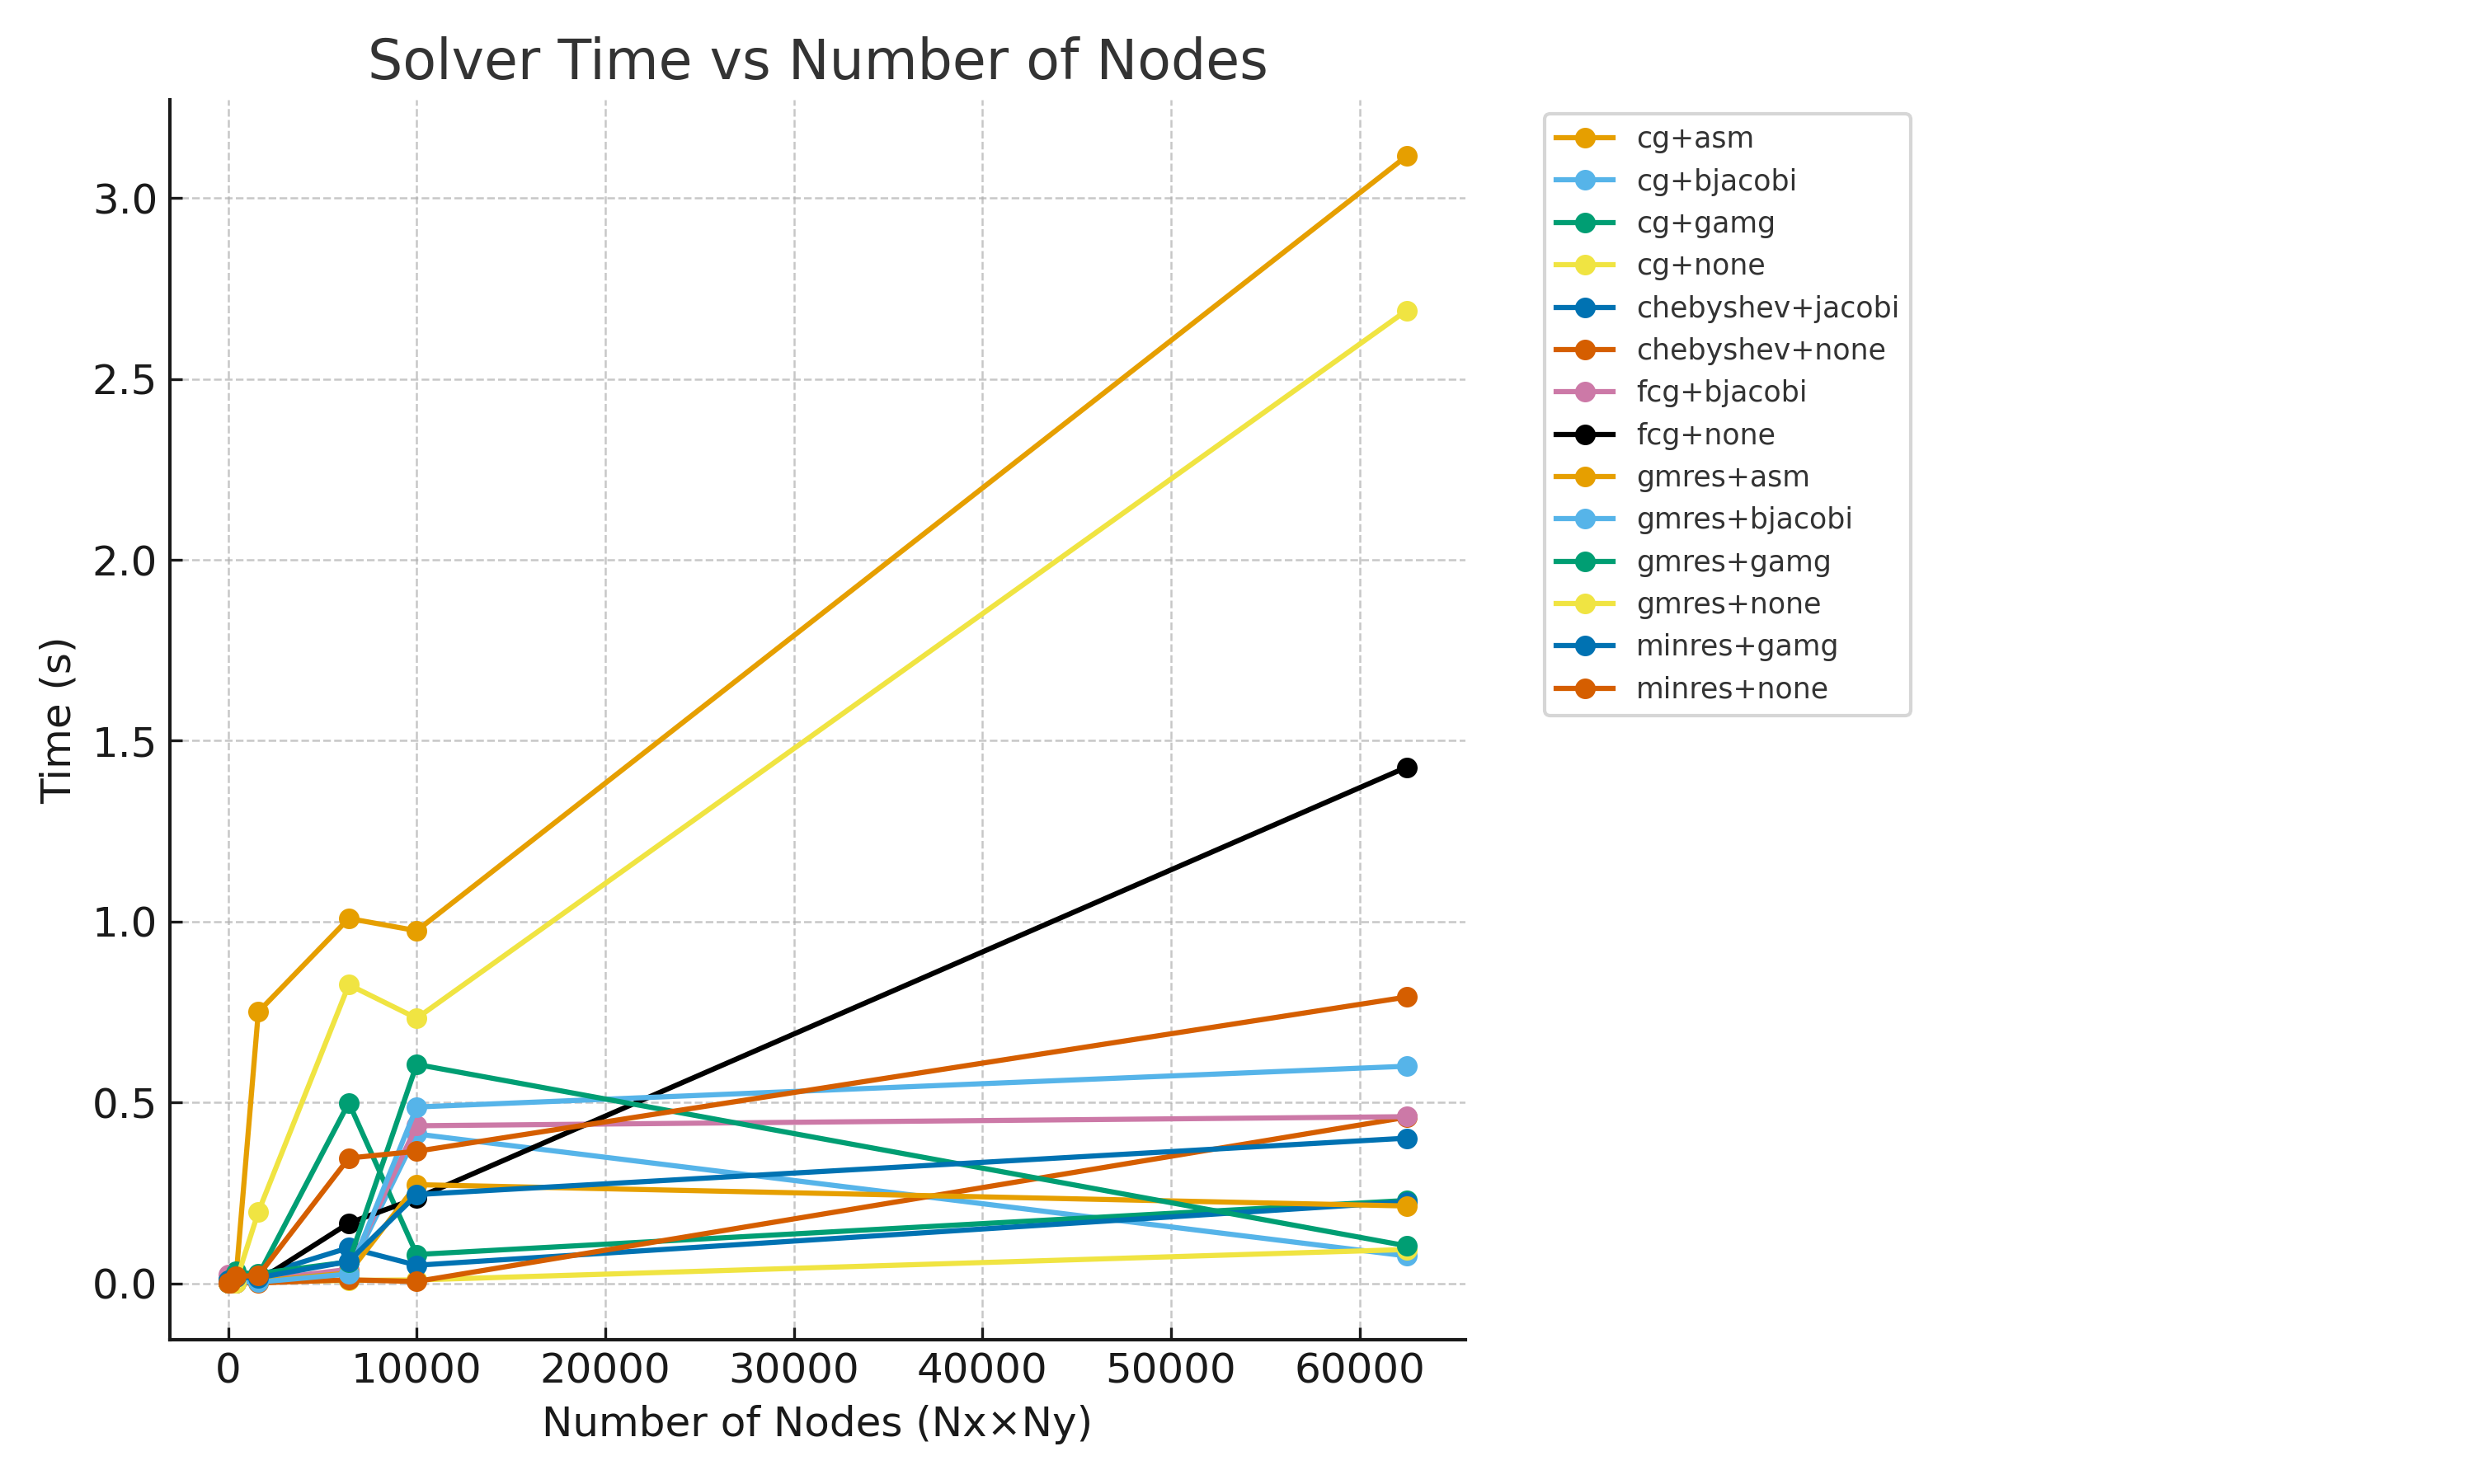 Solver Time vs Number of Nodes
3.0
2.5
2.0
1.5
1.0
0.5
0.0
Time (s)
0 10000 20000 30000 40000 50000 60000
Number of Nodes (Nx×Ny)
cg+asm
cg+bjacobi
cg+gamg
cg+none
chebyshev+jacobi
chebyshev+none
fcg+bjacobi
fcg+none
gmres+asm
gmres+bjacobi
gmres+gamg
gmres+none
minres+gamg
minres+none